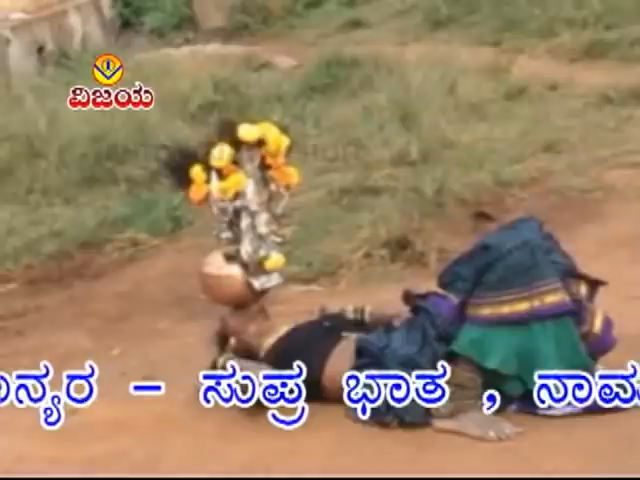 ವಿಜಯ
ನ್ಯರ – ಸುಪ್ರ ಭಾತ , ನಾಮ